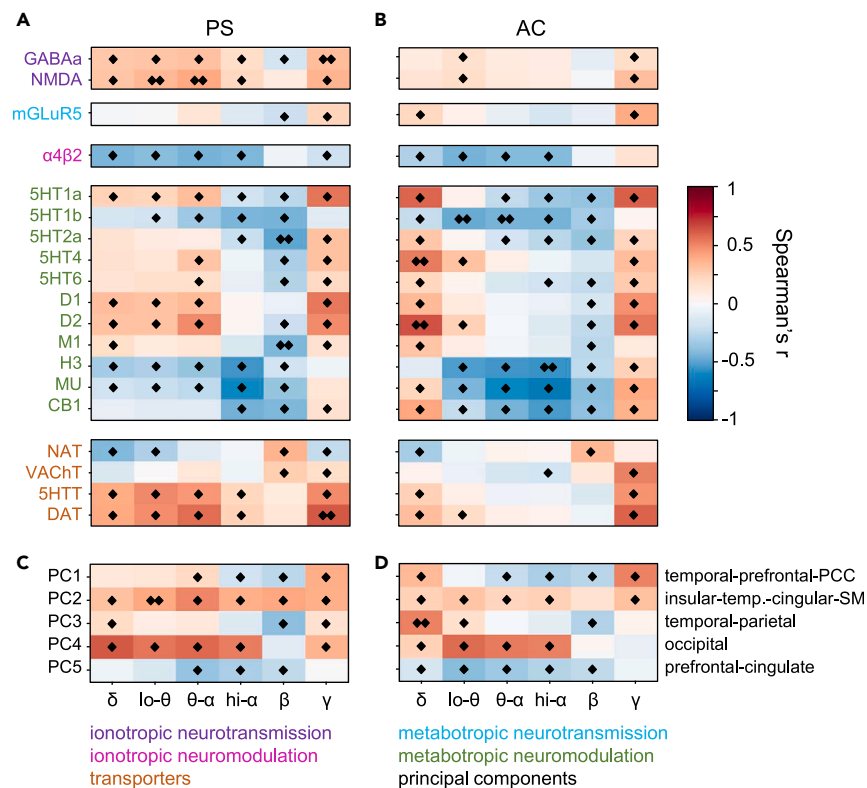 A
PS
B
AC
GABAa
NMDA
mGLuR5
α4β2
5HT1a
5HT1b
5HT2a
5HT4
5HT6
D1
D2
M1
H3
MU
CB1
NAT
VAChT
5HTT
DAT
1
0.5
0
-0.5
-1
Spearman's r
C
D
PC1
temporal-prefrontal-PCC
PC2
insular-temp.-cingular-SM
PC3
temporal-parietal
PC4
occipital
PC5
prefrontal-cingulate
δ lo-θ θ-α hi-α β γ
δ lo-θ θ-α hi-α β γ
ionotropic neurotransmission
metabotropic neurotransmission
ionotropic neuromodulation
metabotropic neuromodulation
transporters
principal components